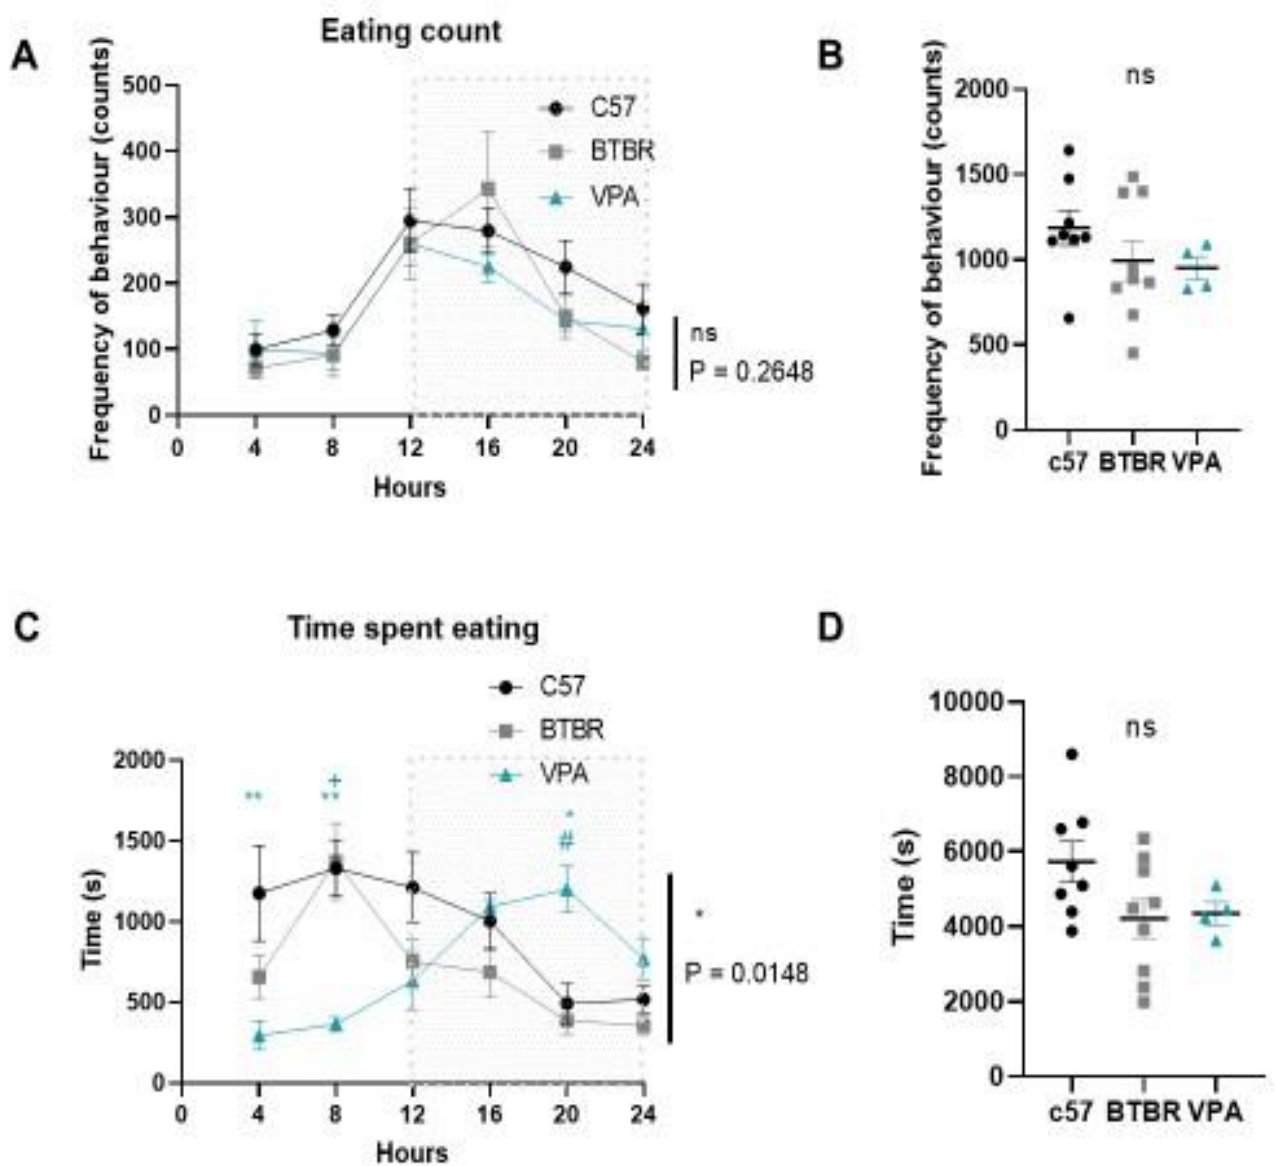 A
Eating count
Frequency of behaviour (counts)
500
400
300
200
100
0
C57
BTBR
VPA
ns
P = 0.2648
0 4 8 12 16 20 24
Hours
B
Frequency of behaviour (counts)
ns
2000
1500
1000
500
0
c57 BTBR VPA
C
Time spent eating
C57
BTBR
VPA
Time (s)
2000
1500
1000
500
0
+
** **
*
#
*
P = 0.0148
0 4 8 12 16 20 24
Hours
D
Time (s)
ns
10000
8000
6000
4000
2000
0
c57 BTBR VPA